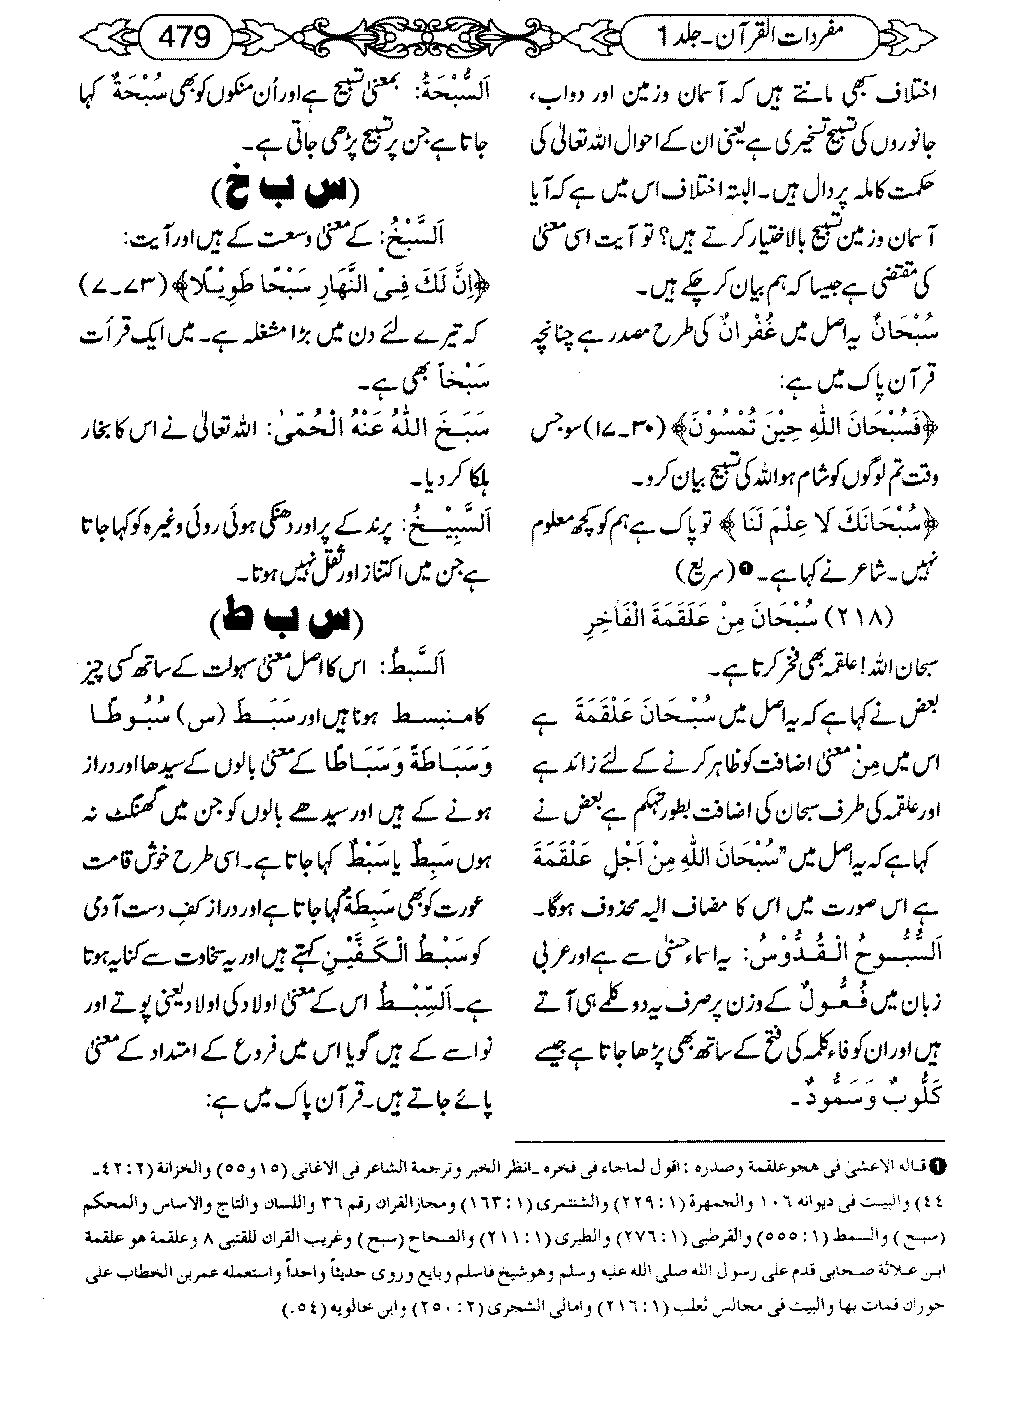 مفردات القرآن۔جلد 1
479
اختلاف کبھی مانتے ہیں کہ آسمان وزمین اور دواب،
جانوروں کی تسبیح تسخیری ہے یعنی ان کے احوال اللہ تعالیٰ کی
حکمت کاملہ پر دال ہیں۔ البتہ اختلاف اس میں ہے کہ آیا
آسمان وزمین تسبیح بالاختیار کرتے ہیں؟ تو آیت اسی معنی
کی مقتضی ہے جیسا کہ ہم بیان کر چکے ہیں۔
سُبْحَانٌ یہ اصل میں غُفْرانٌ کی طرح مصدر ہے چنانچہ
قرآن پاک میں ہے:
﴿فَسُبْحَانَ اللّٰهِ حِيْنَ تُمْسُوْنَ﴾ (۳۰۔۱۷) سو جس
وقت تم لوگوں کو شام ہو اللہ کی تسبیح بیان کرو۔
﴿سُبْحَانَكَ لَا عِلْمَ لَنَا﴾ تو پاک ہے ہم کو کچھ معلوم
نہیں۔ شاعر نے کہا ہے۔❶ (سریع)
(۲۱۸) سُبْحَانَ مِنْ عَلَقَمَةَ الْفَاخِرِ
سبحان اللہ! علقمہ بھی فخر کرتا ہے۔
بعض نے کہا ہے کہ یہ اصل میں سُبْحَانَ عَلْقَمَةَ ہے
اس میں مِنْ معنی اضافت کو ظاہر کرنے کے لئے زائد ہے
اور علقمہ کی طرف سبحان کی اضافت بطور تہکم ہے بعض نے
کہا ہے کہ یہ اصل میں ”سُبْحَانَ اللّٰهِ مِنْ اَجْلِ عَلْقَمَةَ
ہے اس صورت میں اس کا مضاف الیہ محذوف ہوگا۔
اَلسُّبُّوحُ الْقُدُّوْسُ: یہ اسماء حسنٰی سے ہے اور عربی
زبان میں فُعُّولٌ کے وزن پر صرف یہ دو کلمے ہی آتے
ہیں اور ان کو فاء کلمہ کی فتح کے ساتھ بھی پڑھا جاتا ہے جیسے
كَلُّوبٌ وَسَمُّودٌ۔
اَلسُّبْحَةُ: بمعنی تسبیح ہے اور اُن منکوں کو بھی سُبْحَةٌ کہا
جاتا ہے جن پر تسبیح پڑھی جاتی ہے۔
(س ب خ)
اَلسَّبْخُ: کے معنیٰ وسعت کے ہیں اور آیت:
﴿اِنَّ لَكَ فِىْ النَّهَارِ سَبْحًا طَوِيْلًا﴾ (۷۳۔۷)
کہ تیرے لئے دن میں بڑا مشغلہ ہے۔ میں ایک قرأت
سَبْخاً بھی ہے۔
سَبَخَ اللّٰهُ عَنْهُ الْحُمّٰى: اللہ تعالٰی نے اس کا بخار
ہلکا کر دیا۔
اَلسَّبِيْخُ: پرند کے پر اور دھنکی ہوئی روئی وغیرہ کو کہا جاتا
ہے جن میں اکتناز اور ثقل نہیں ہوتا۔
(س ب ط)
اَلسَّبطُ: اس کا اصل معنیٰ سہولت کے ساتھ کسی چیز
کا منبسط ہونا ہیں اور سَبَطَ (س) سُبُوطًا
وَسَبَاطَةً وَسَبَاطًا کے معنی بالوں کے سیدھا اور دراز
ہونے کے ہیں اور سیدھے بالوں کو جن میں گھنگٹ نہ
ہوں سَبِطٌ یا سَبْطٌ کہا جاتا ہے۔ اسی طرح خوش قامت
عورت کو بھی سَبِطَةٌ کہا جاتا ہے اور دراز کف دست آدمی
کو سَبْطُ الْكَفَّيْنِ کہتے ہیں اور یہ سخاوت سے کنایہ ہوتا
ہے۔ اَلسِّبْطُ اس کے معنی اولاد کی اولاد یعنی پوتے اور
نواسے کے ہیں گویا اس میں فروع کے امتداد کے معنی
پائے جاتے ہیں۔ قرآن پاک میں ہے:
❶ قاله الاعشىٰ فى هجو علقمة وصدره: اقول لماجاء فى فخره۔ انظر الخبر وترجمة الشاعر فى الاغانى (۱۵و۵۵) والخزانة (۲: ۴۲۔
۴۴) والبيت فى ديوانه ۱۰۶ والجمهرة (۱: ۲۲۹) والشنتمرى (۱: ۱۶۳) ومجاز القران رقم ۳۶ واللسان والتاج والاساس والمحكم
(سبح) والسمط (۱: ۵۵۵) والقرضى (۱: ۲۷۶) والطبرى (۱: ۲۱۱) والصحاح (سبح) وغريب القران للقتبى ۸ وعلقمة هو علقمة
ابن علاثة صحابى قدم على رسول الله صلى الله عليه وسلم وهو شيخ فاسلم وبايع وروى حديثاً واحداً واستعمله عمر بن الخطاب على
حوران فمات بها والبيت فى مجالس ثعلب (۱: ۲۱۶) وامالى الشجرى (۲: ۲۵۰) وابن خالويه (۵۴.)